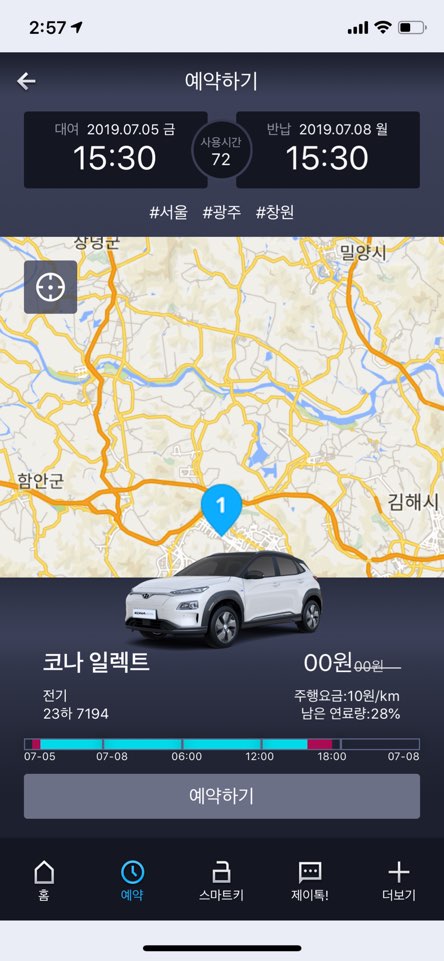 2:57
예약하기
대여 2019.07.05 금
15:30
사용시간
72
반납 2019.07.08 월
15:30
#서울 #광주 #창원
창녕군
밀양시
함안군
1
김해시
코나 일렉트
00원00원
전기
주행요금:10원/km
23하 7194
남은 연료량:28%
07-05 07-08 06:00 12:00 18:00 07-08
예약하기
홈 예약 스마트키 제이톡! 더보기